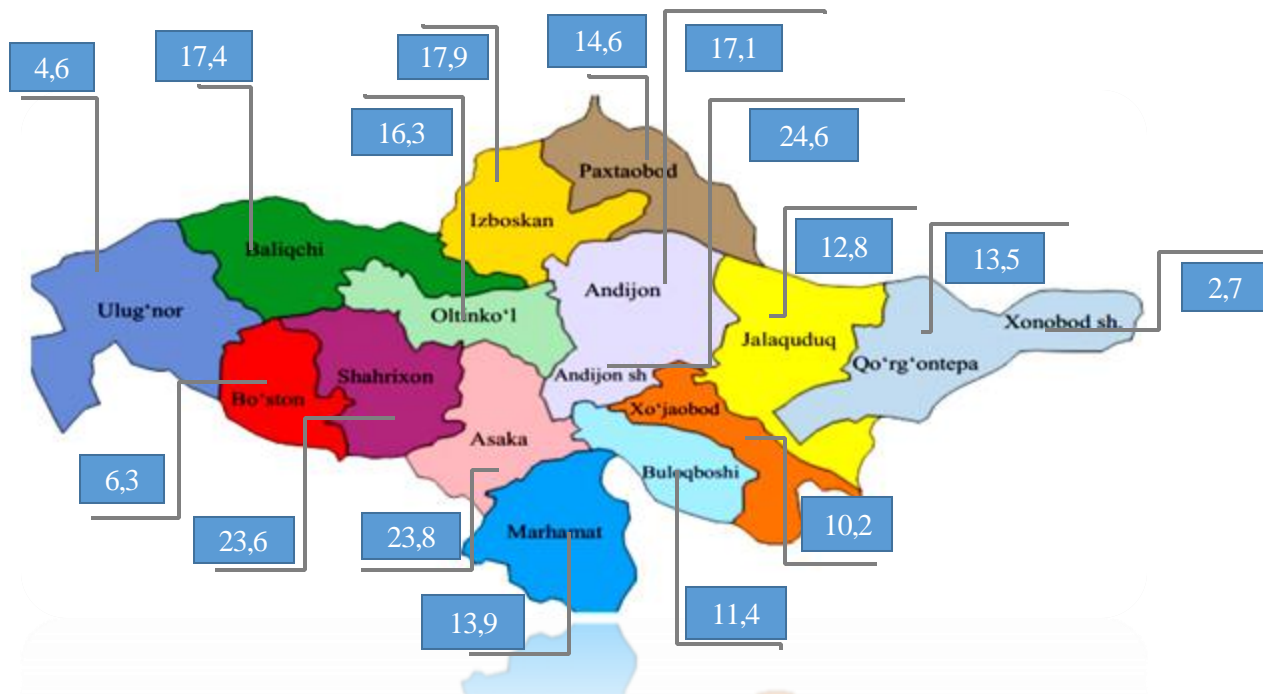 4,6
17,4
17,9
14,6
17,1
16,3
24,6
Paxtaobod
Izboskan
Baliqchi
12,8
13,5
2,7
Andijon
Ulug‘nor
Oltinko‘l
Xonobod sh.
Jalaquduq
Qo‘rg‘ontepa
Shahrixon
Andijon sh
Bo‘ston
Xo‘jaobod
Asaka
Buloqboshi
6,3
23,6
23,8
Marhamat
10,2
13,9
11,4